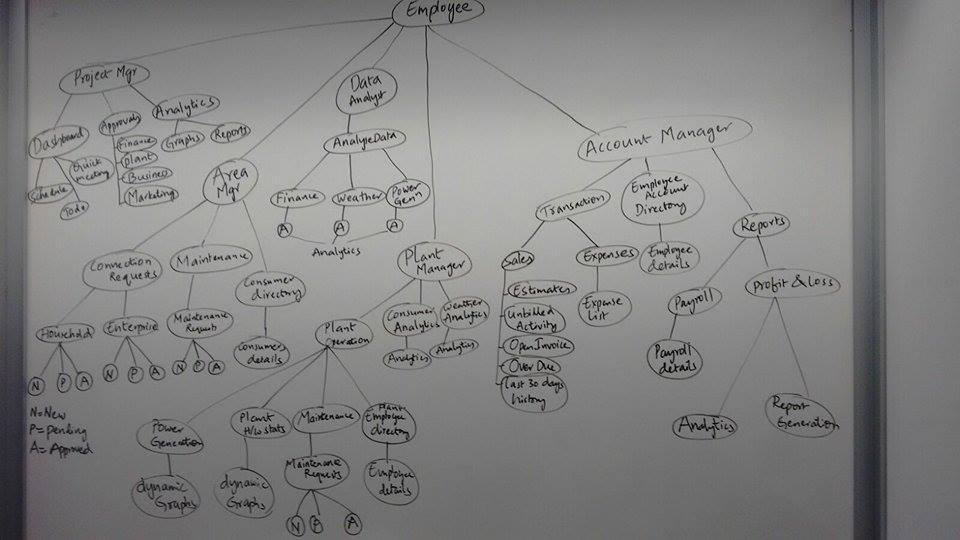 Employee
Project Mgr
Dashboard
Schedule
Quick
meeting
Todo
Approvals
Finance
plant
Busines
Marketing
Analytics
Graphs
Reports
Area
Mgr
Connection
Requests
Household
N P A
Enterprise
N P A
Maintenance
Maintenance
Requests
N P A
Consumer
directory
Consumers
details
Data
Analyst
AnalyzeData
Finance
Weather
Power
Genn
A A A
Analytics
Plant
Manager
Plant
Operation
Consumer
Analytics
Analytics
Weather
Analytics
Analytics
Power
Generation
dynamic
Graphs
Plant
H/w stats
dynamic
Graphs
Maintenance
Maintenance
Requests
N P A
Plant
Employee
directory
Employee
details
Account Manager
Transaction
Sales
Estimates
Unbilled
Activity
Open Invoice
Over Due
last 30 days
history
Expenses
Expense
List
Employee
Account
Directory
Employee
details
Reports
Payroll
Payroll
details
Profit & Loss
Analytics
Report
Generation
N=New
P=pending
A=Approved